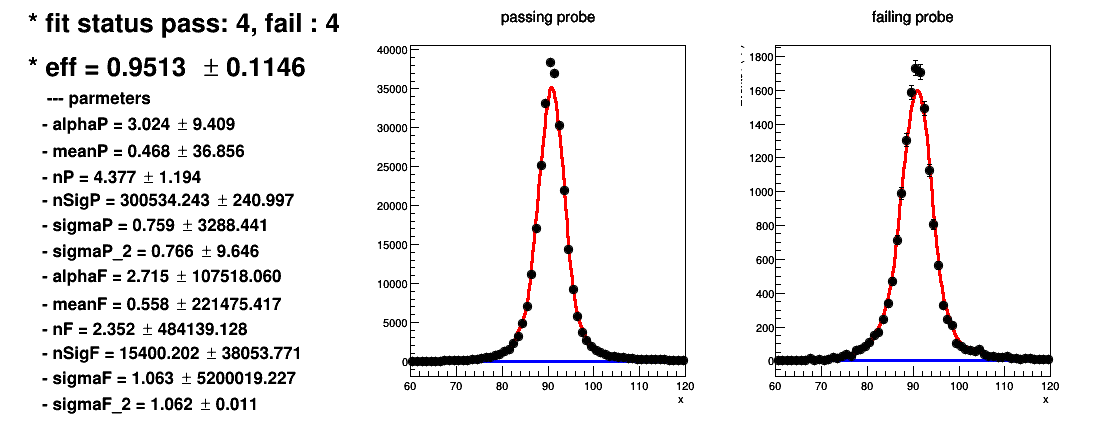 * fit status pass: 4, fail : 4
* eff = 0.9513 ± 0.1146
--- parmeters
- alphaP = 3.024 ± 9.409
- meanP = 0.468 ± 36.856
- nP = 4.377 ± 1.194
- nSigP = 300534.243 ± 240.997
- sigmaP = 0.759 ± 3288.441
- sigmaP_2 = 0.766 ± 9.646
- alphaF = 2.715 ± 107518.060
- meanF = 0.558 ± 221475.417
- nF = 2.352 ± 484139.128
- nSigF = 15400.202 ± 38053.771
- sigmaF = 1.063 ± 5200019.227
- sigmaF_2 = 1.062 ± 0.011
passing probe
40000
35000
30000
25000
20000
15000
10000
5000
0
60 70 80 90 100 110 120
x
failing probe
1800
1600
1400
1200
1000
800
600
400
200
0
60 70 80 90 100 110 120
x